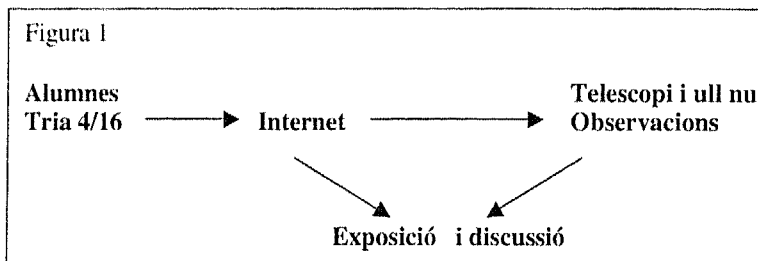 Figura 1
Alumnes
Tria 4/16
Internet
Telescopi i ull nu
Observacions
Exposició i discussió